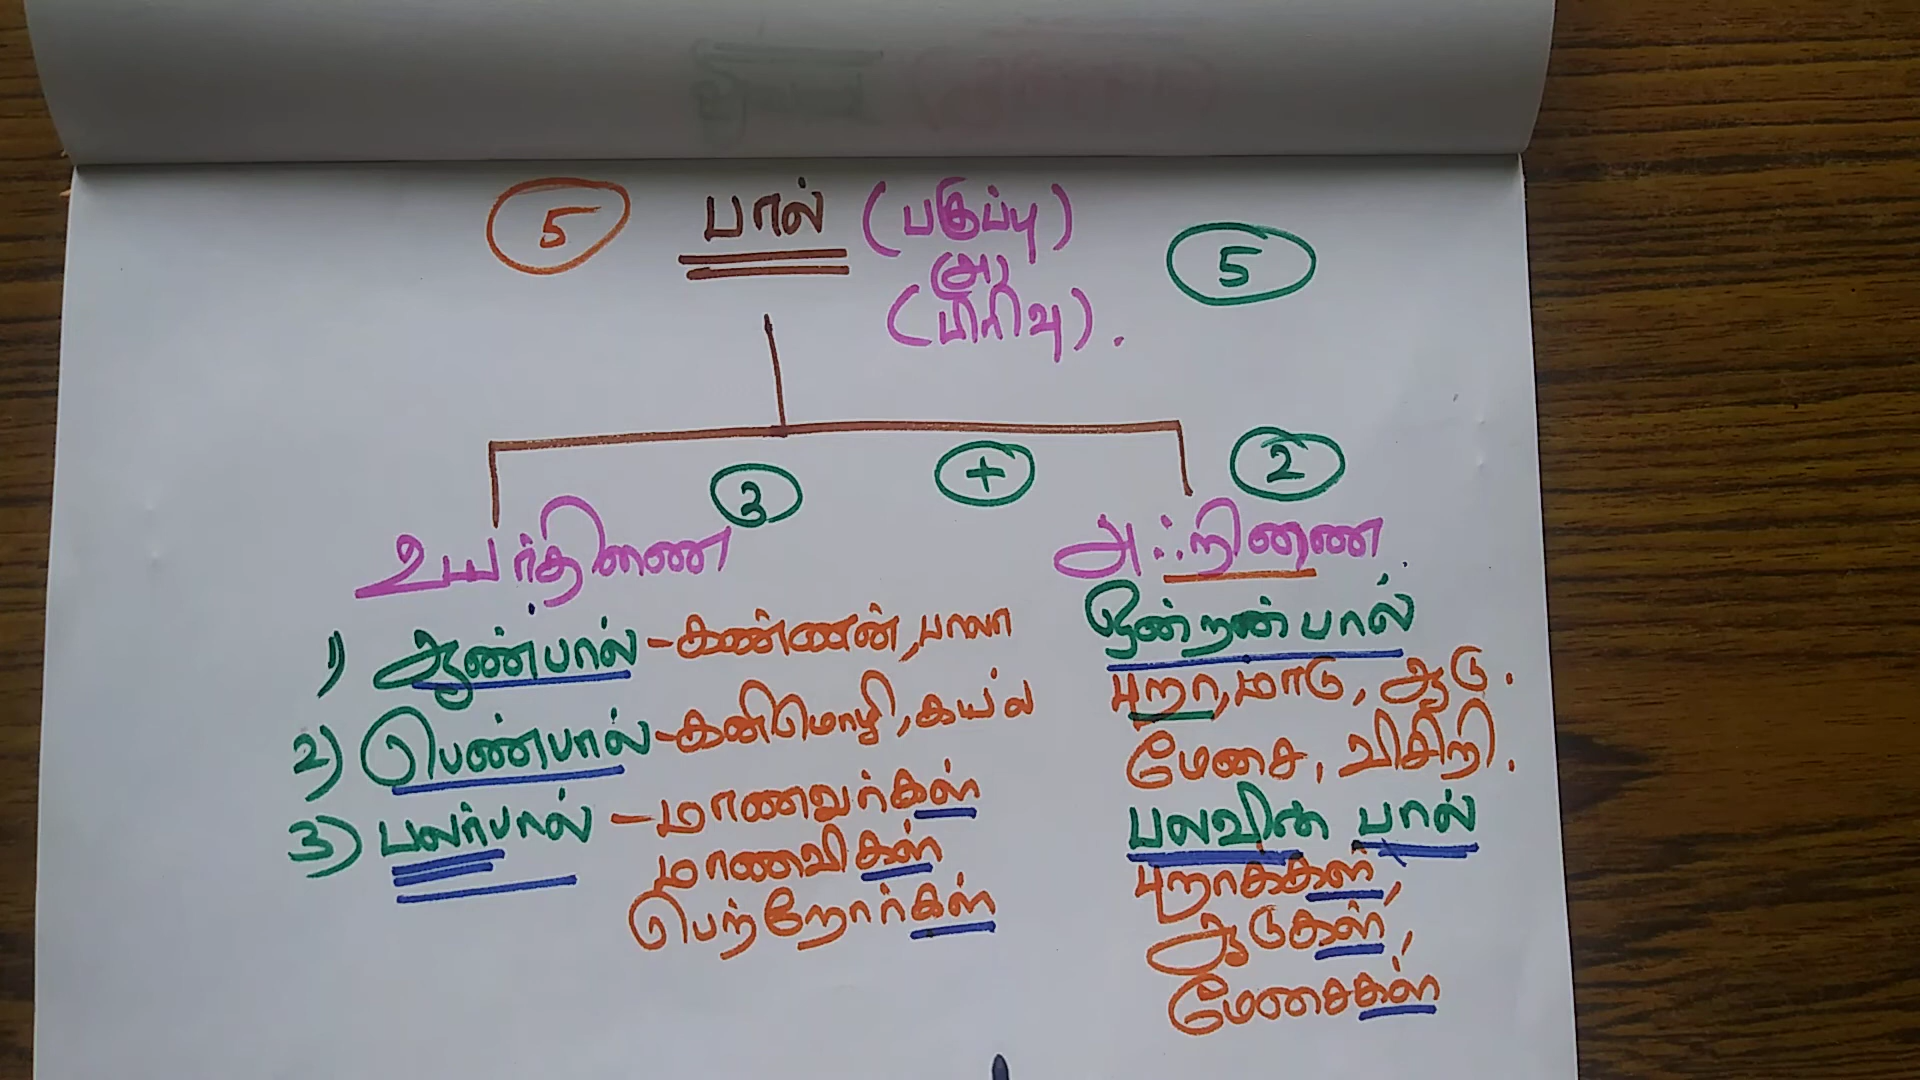 5 பால் (பகுப்பு) 5
(அ)
(பிரிவு).
3 + 2
உயர்திணை
1) ஆண்பால் - கண்ணன், பாலா
2) பெண்பால் - கனிமொழி, கயல்
3) பலர்பால் - மாணவர்கள்
மாணவிகள்
பெற்றோர்கள்
அஃறிணை
ஒன்றன்பால்
புறா, மாடு, ஆடு.
மேசை, விசிறி.
பலவின் பால்
புறாக்கள்,
ஆடுகள்,
மேசைகள்